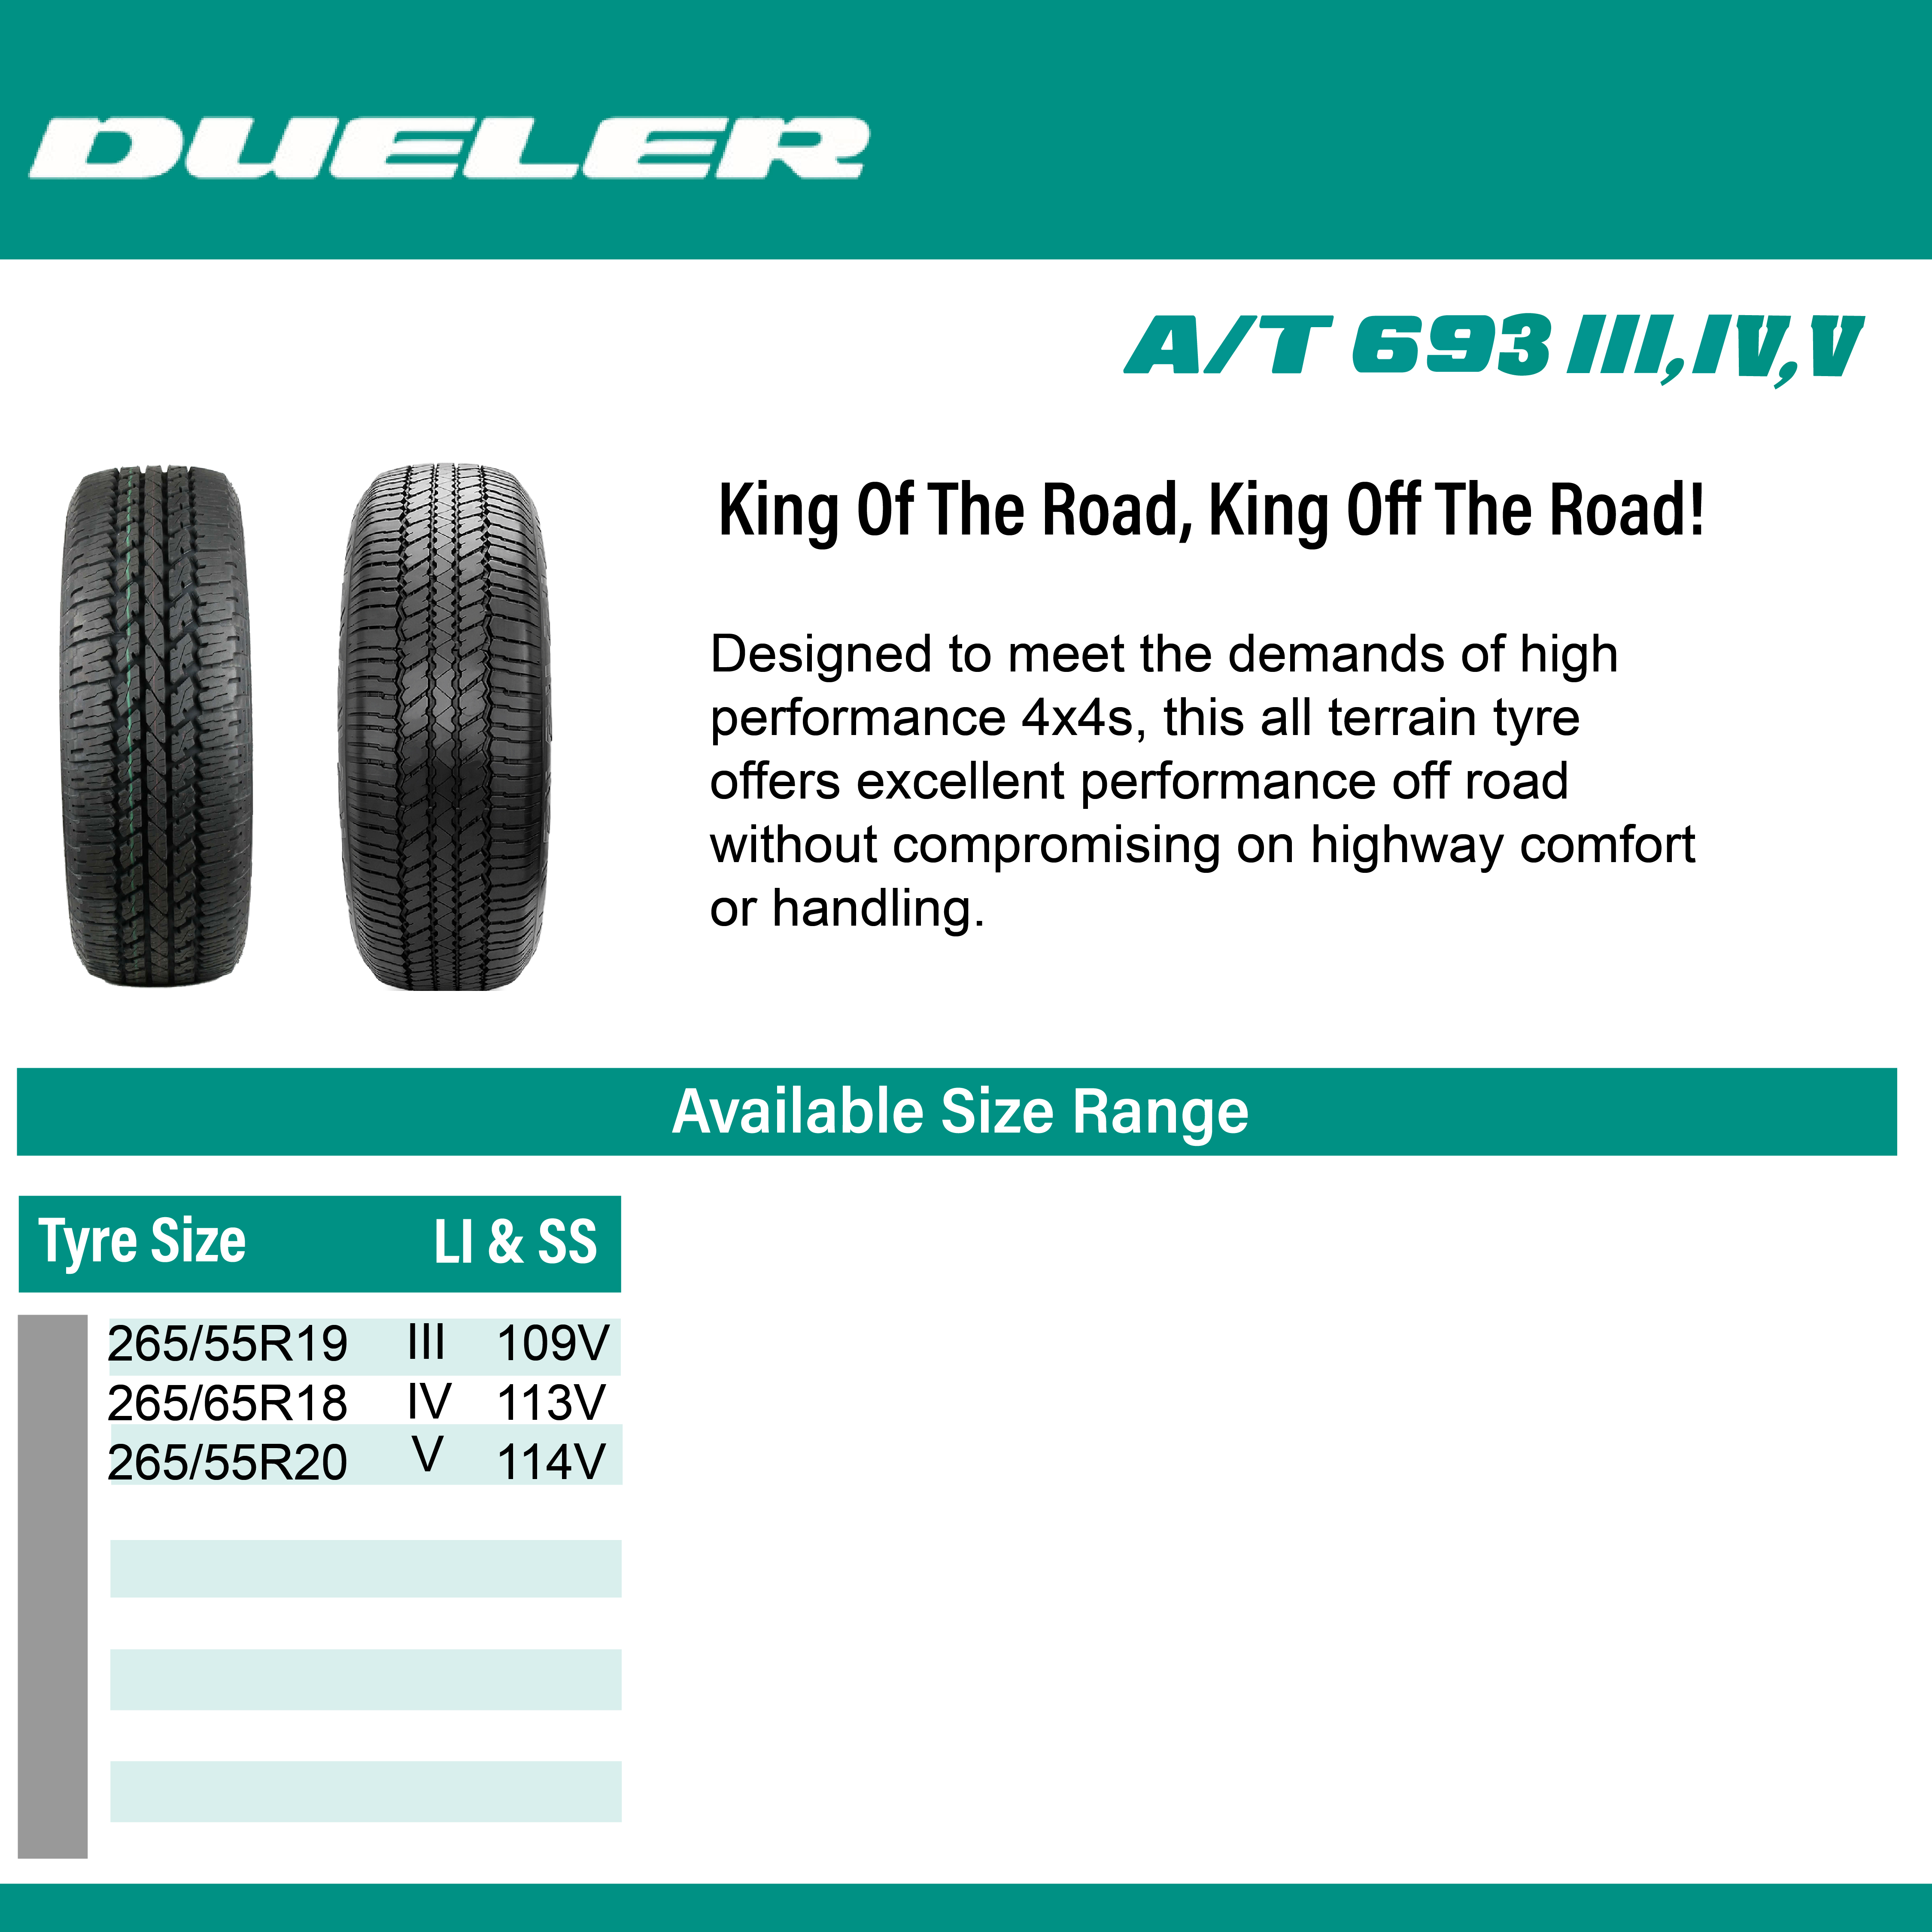 DUELER
A/T 693 III, IV, V
King Of The Road, King Off The Road!
Designed to meet the demands of high
performance 4x4s, this all terrain tyre
offers excellent performance off road
without compromising on highway comfort
or handling.
Available Size Range
Tyre Size LI & SS
265/55R19 III 109V
265/65R18 IV 113V
265/55R20 V 114V